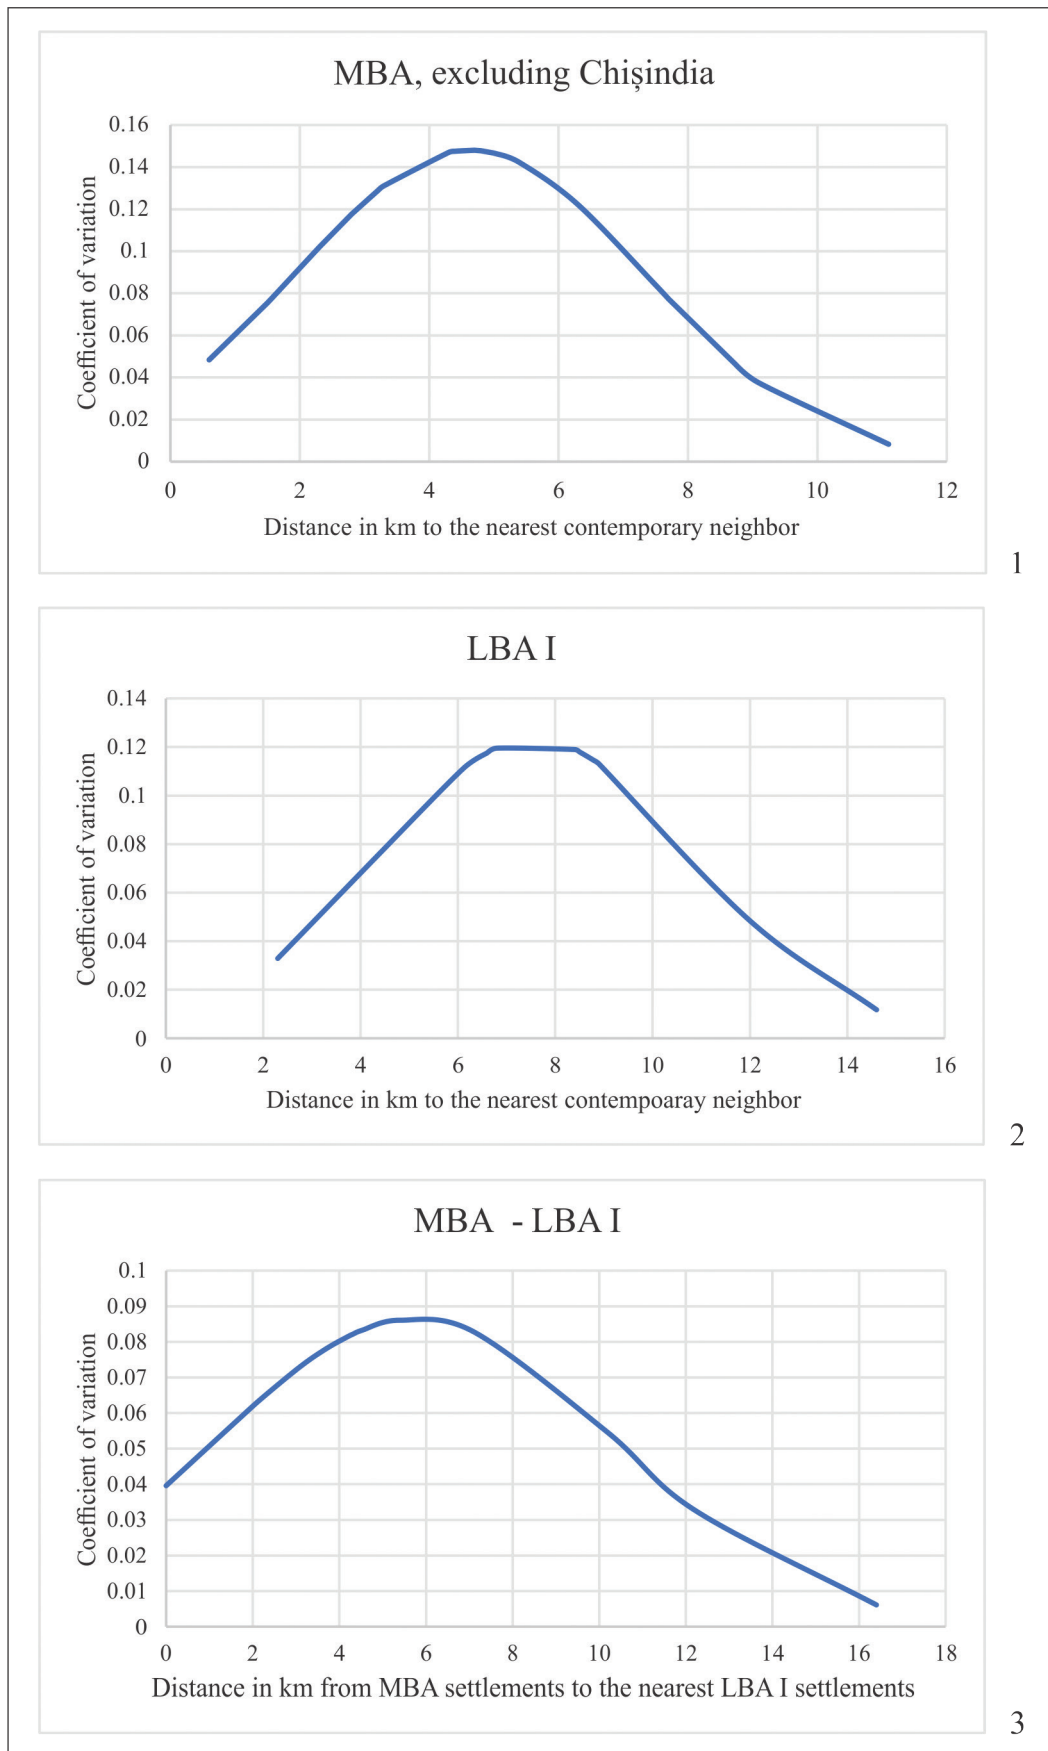 MBA, excluding Chișindia
Coefficient of variation
0.16
0.14
0.12
0.1
0.08
0.06
0.04
0.02
0
0 2 4 6 8 10 12
Distance in km to the nearest contemporary neighbor
1
LBA I
Coefficient of variation
0.14
0.12
0.1
0.08
0.06
0.04
0.02
0
0 2 4 6 8 10 12 14 16
Distance in km to the nearest contempoaray neighbor
2
MBA - LBA I
Coefficient of variation
0.1
0.09
0.08
0.07
0.06
0.05
0.04
0.03
0.02
0.01
0
0 2 4 6 8 10 12 14 16 18
Distance in km from MBA settlements to the nearest LBA I settlements
3